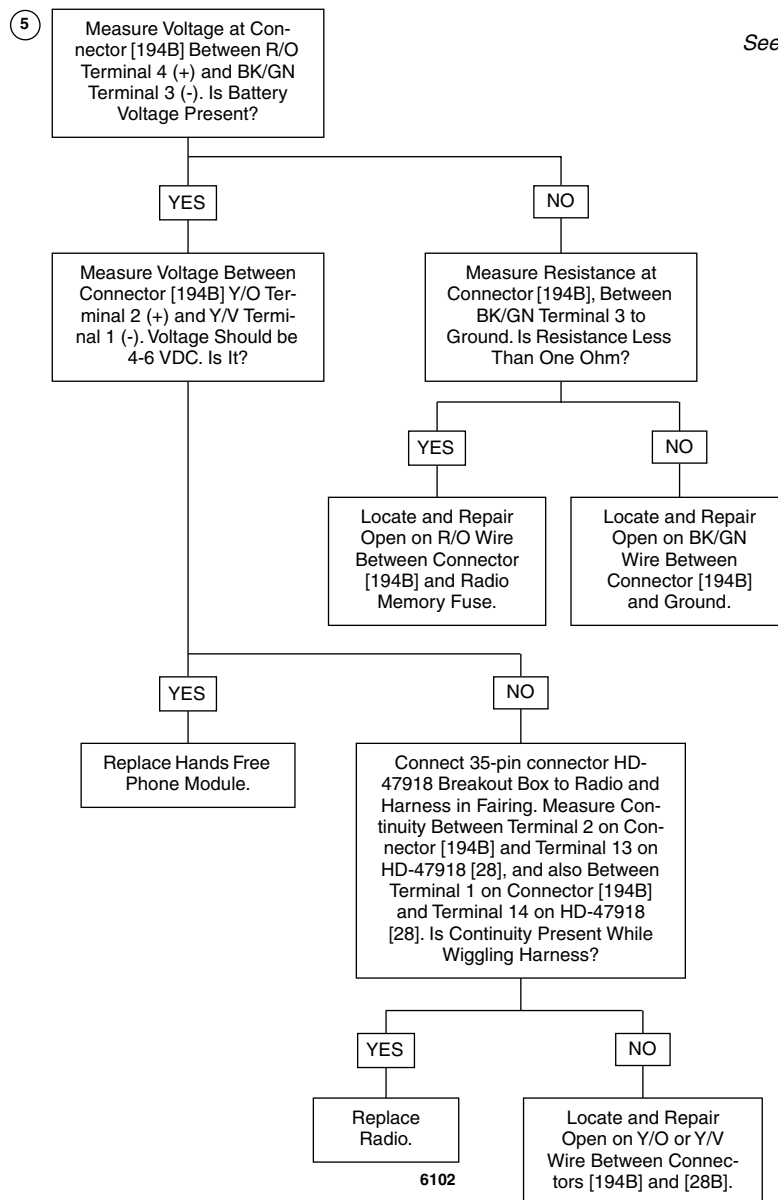 5
Measure Voltage at Con-
nector [194B] Between R/O
Terminal 4 (+) and BK/GN
Terminal 3 (-). Is Battery
Voltage Present?
See
YES
NO
Measure Voltage Between
Connector [194B] Y/O Ter-
minal 2 (+) and Y/V Termi-
nal 1 (-). Voltage Should be
4-6 VDC. Is It?
Measure Resistance at
Connector [194B], Between
BK/GN Terminal 3 to
Ground. Is Resistance Less
Than One Ohm?
YES
NO
Locate and Repair
Open on R/O Wire
Between Connector
[194B] and Radio
Memory Fuse.
Locate and Repair
Open on BK/GN
Wire Between
Connector [194B]
and Ground.
YES
NO
Replace Hands Free
Phone Module.
Connect 35-pin connector HD-
47918 Breakout Box to Radio and
Harness in Fairing. Measure Con-
tinuity Between Terminal 2 on Con-
nector [194B] and Terminal 13 on
HD-47918 [28], and also Between
Terminal 1 on Connector [194B]
and Terminal 14 on HD-47918
[28]. Is Continuity Present While
Wiggling Harness?
YES
NO
Replace
Radio.
Locate and Repair
Open on Y/O or Y/V
Wire Between Connec-
tors [194B] and [28B].
6102